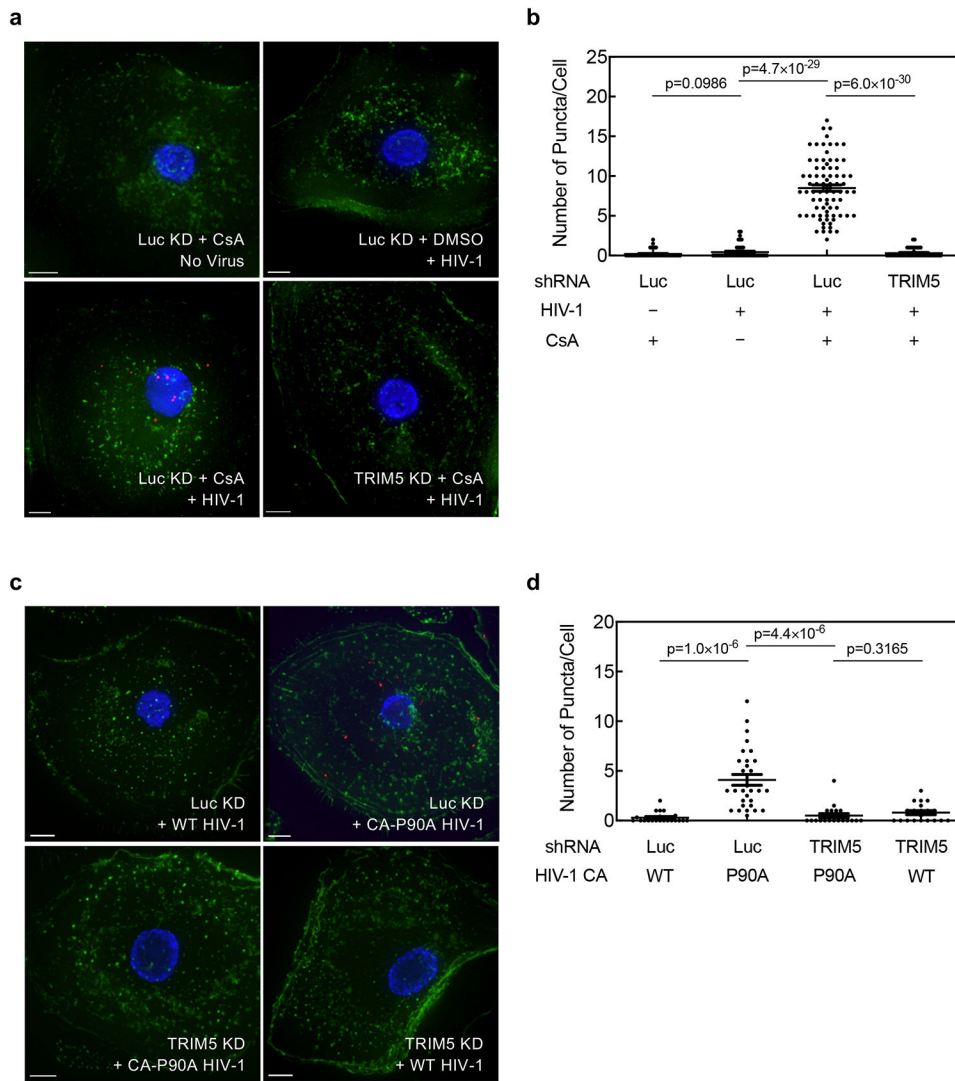 a
Luc KD + CsA
No Virus
Luc KD + DMSO
+ HIV-1
Luc KD + CsA
+ HIV-1
TRIM5 KD + CsA
+ HIV-1
b
Number of Puncta/Cell
25
20
15
10
5
0
p=0.0986
p=4.7×10⁻²⁹
p=6.0×10⁻³⁰
shRNA Luc Luc Luc TRIM5
HIV-1 − + + +
CsA + − + +
c
Luc KD
+ WT HIV-1
Luc KD
+ CA-P90A HIV-1
TRIM5 KD
+ CA-P90A HIV-1
TRIM5 KD
+ WT HIV-1
d
Number of Puncta/Cell
20
15
10
5
0
p=1.0×10⁻⁶
p=4.4×10⁻⁶
p=0.3165
shRNA Luc Luc TRIM5 TRIM5
HIV-1 CA WT P90A P90A WT